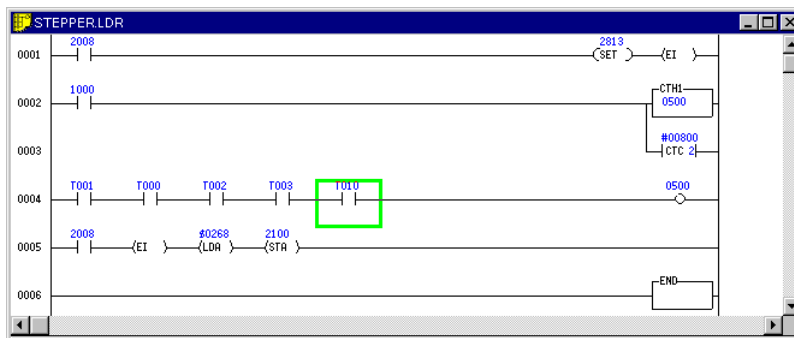 STEPPER.LDR
2008 2813
0001 (SET ) (EI )
1000 CTH1
0002 0500
#00800
0003 CTC 2
T001 T000 T002 T003 T010 0500
0004
2008 #0268 2100
0005 (EI ) (LDA ) (STA )
END
0006